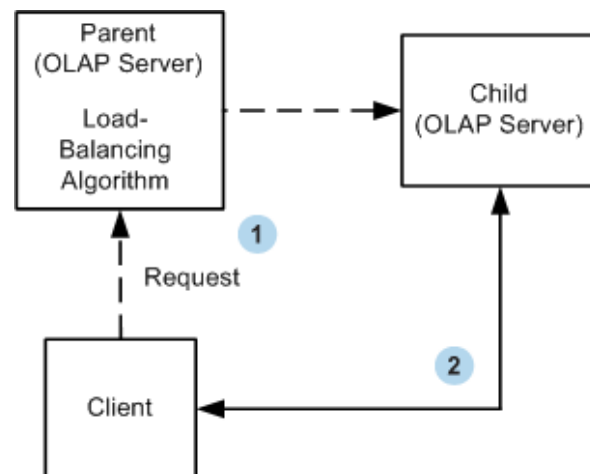 Parent
(OLAP Server)
Load-
Balancing
Algorithm
Child
(OLAP Server)
1
Request
2
Client